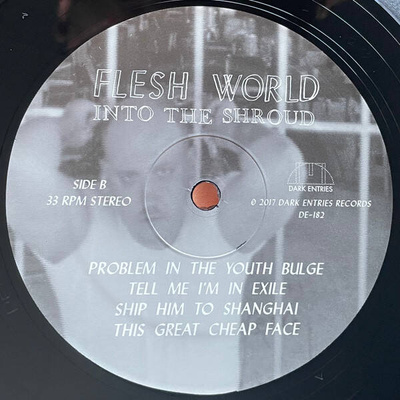 FLESH WORLD
INTO THE SHROUD
SIDE B
33 RPM STEREO
DARK ENTRIES
© 2017 DARK ENTRIES RECORDS
DE-182
PROBLEM IN THE YOUTH BULGE
TELL ME I'M IN EXILE
SHIP HIM TO SHANGHAI
THIS GREAT CHEAP FACE